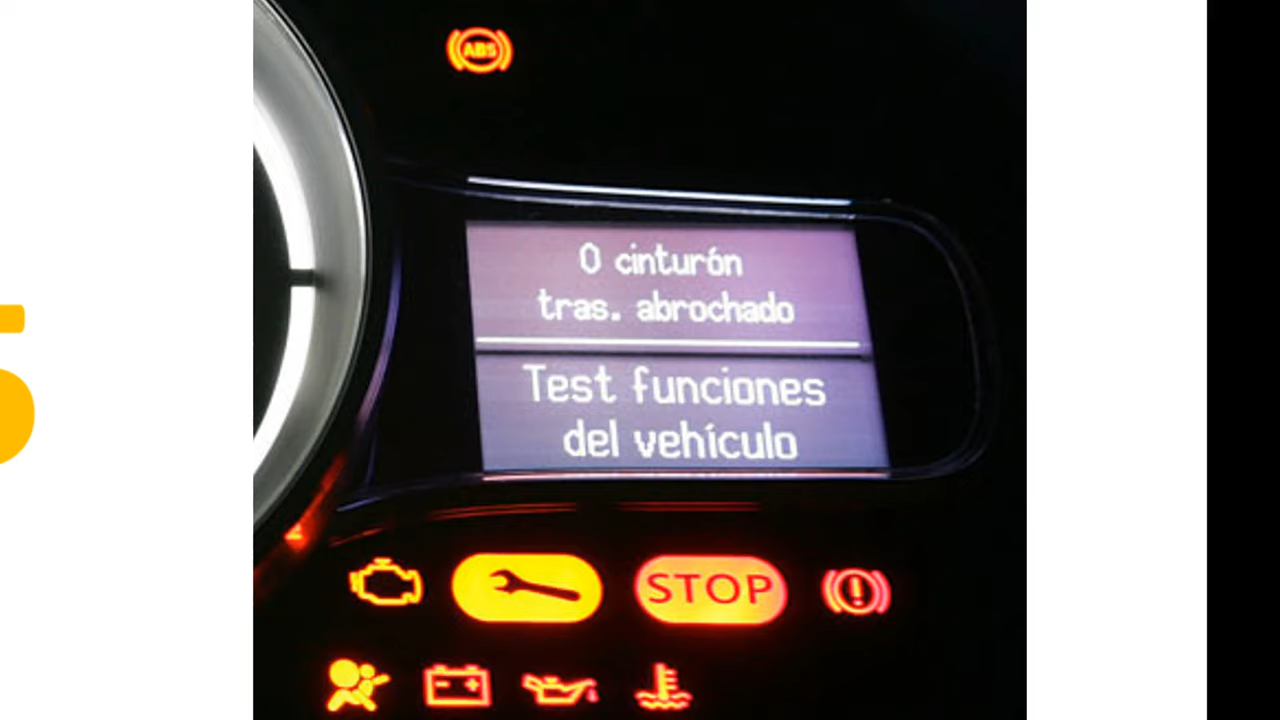 ABS
0 cinturón
tras. abrochado
Test funciones
del vehículo
STOP